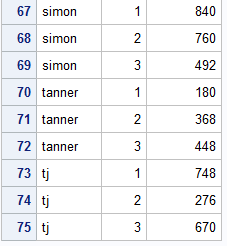 67 simon 1 840
68 simon 2 760
69 simon 3 492
70 tanner 1 180
71 tanner 2 368
72 tanner 3 448
73 tj 1 748
74 tj 2 276
75 tj 3 670